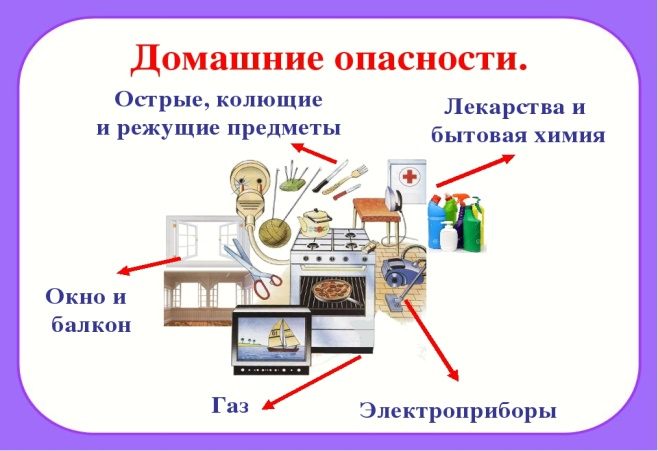 Домашние опасности.
Острые, колющие
и режущие предметы
Лекарства и
бытовая химия
Окно и
балкон
Газ
Электроприборы